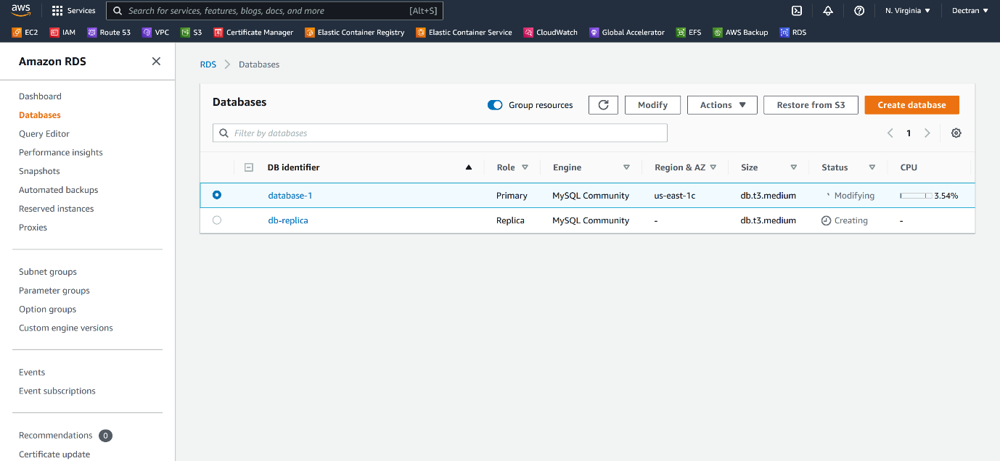 aws Services Search for services, features, blogs, docs, and more [Alt+S] N. Virginia Dectran
EC2 IAM Route 53 VPC S3 Certificate Manager Elastic Container Registry Elastic Container Service CloudWatch Global Accelerator EFS AWS Backup RDS
Amazon RDS
Dashboard
Databases
Query Editor
Performance insights
Snapshots
Automated backups
Reserved instances
Proxies
Subnet groups
Parameter groups
Option groups
Custom engine versions
Events
Event subscriptions
Recommendations 0
Certificate update
RDS Databases
Databases Group resources Modify Actions Restore from S3 Create database
Filter by databases 1
DB identifier Role Engine Region & AZ Size Status CPU
database-1 Primary MySQL Community us-east-1c db.t3.medium Modifying 3.54%
db-replica Replica MySQL Community - db.t3.medium Creating -